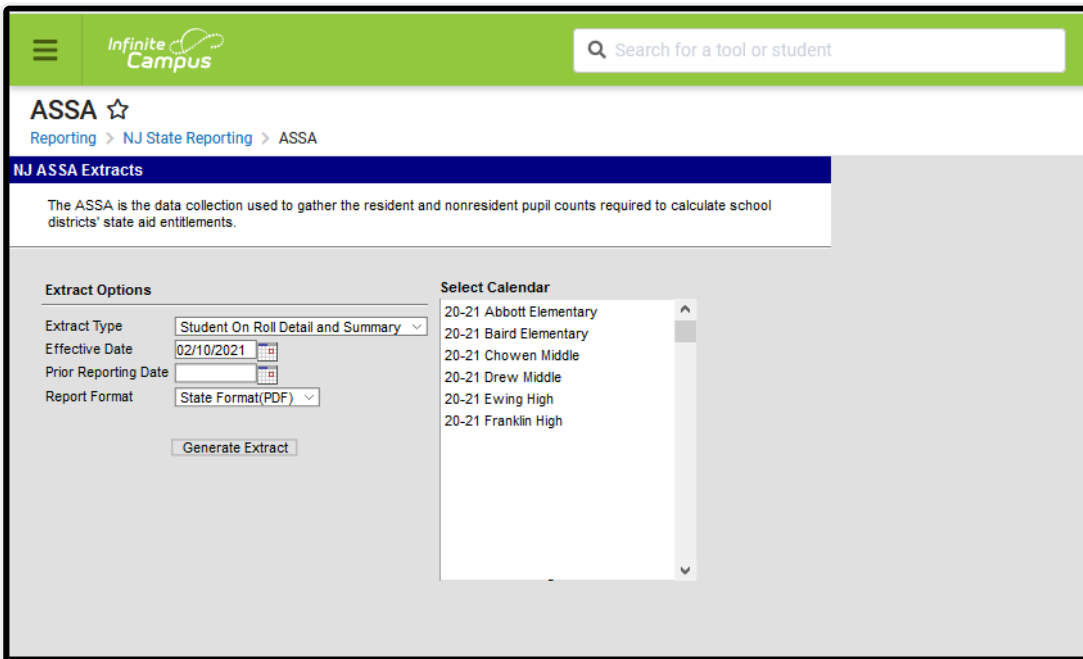 Infinite Campus
Search for a tool or student
ASSA
Reporting > NJ State Reporting > ASSA
NJ ASSA Extracts
The ASSA is the data collection used to gather the resident and nonresident pupil counts required to calculate school
districts' state aid entitlements.
Extract Options
Extract Type Student On Roll Detail and Summary
Effective Date 02/10/2021
Prior Reporting Date
Report Format State Format(PDF)
Generate Extract
Select Calendar
20-21 Abbott Elementary
20-21 Baird Elementary
20-21 Chowen Middle
20-21 Drew Middle
20-21 Ewing High
20-21 Franklin High